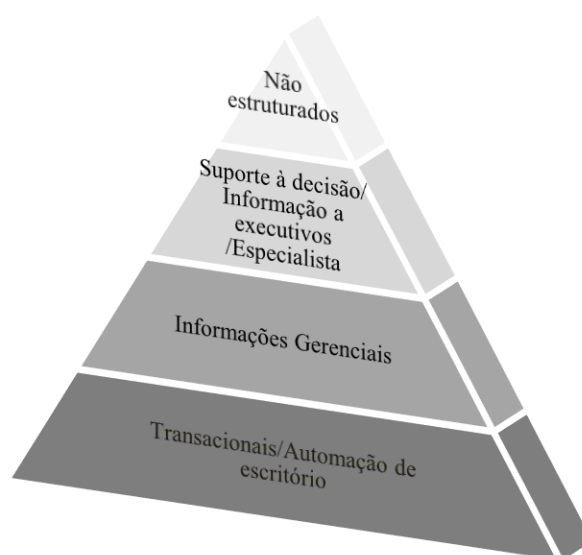 Não
estruturados
Suporte à decisão/
Informação a
executivos
/Especialista
Informações Gerenciais
Transacionais/Automação de
escritório